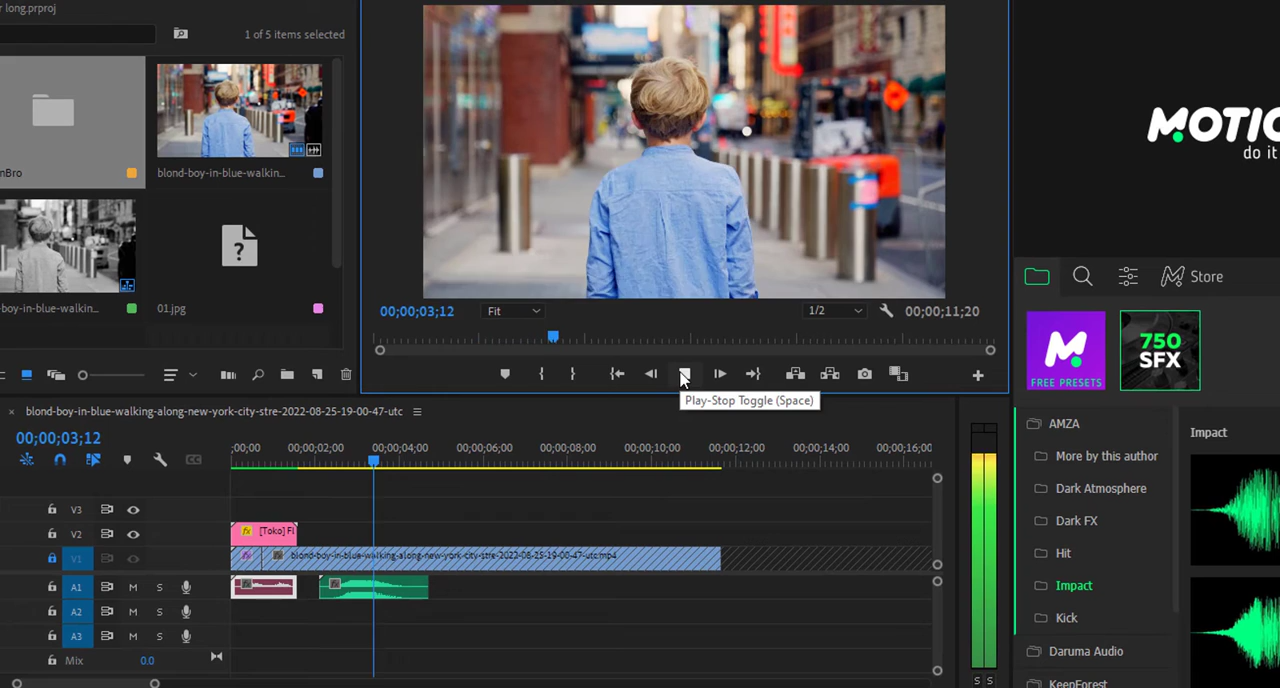 r long.prproj
1 of 5 items selected
nBro
blond-boy-in-blue-walkin...
-boy-in-blue-walkin...
01.jpg
00;00;03;12
Fit
1/2
00;00;11;20
Play-Stop Toggle (Space)
MOTIO
do it
Store
FREE PRESETS
750
SFX
AMZA
More by this author
Dark Atmosphere
Dark FX
Hit
Impact
Kick
Daruma Audio
KeenForest
Impact
× blond-boy-in-blue-walking-along-new-york-city-stre-2022-08-25-19-00-47-utc
00;00;03;12
;00;00
00;00;02;00
00;00;04;00
00;00;06;00
00;00;08;00
00;00;10;00
00;00;12;00
00;00;14;00
00;00;16;00
V3
V2
[Toko] Fl
V1
blond-boy-in-blue-walking-along-new-york-city-stre-2022-08-25-19-00-47-utc.mp4
A1 M S
A2 M S
A3 M S
Mix 0.0
S S